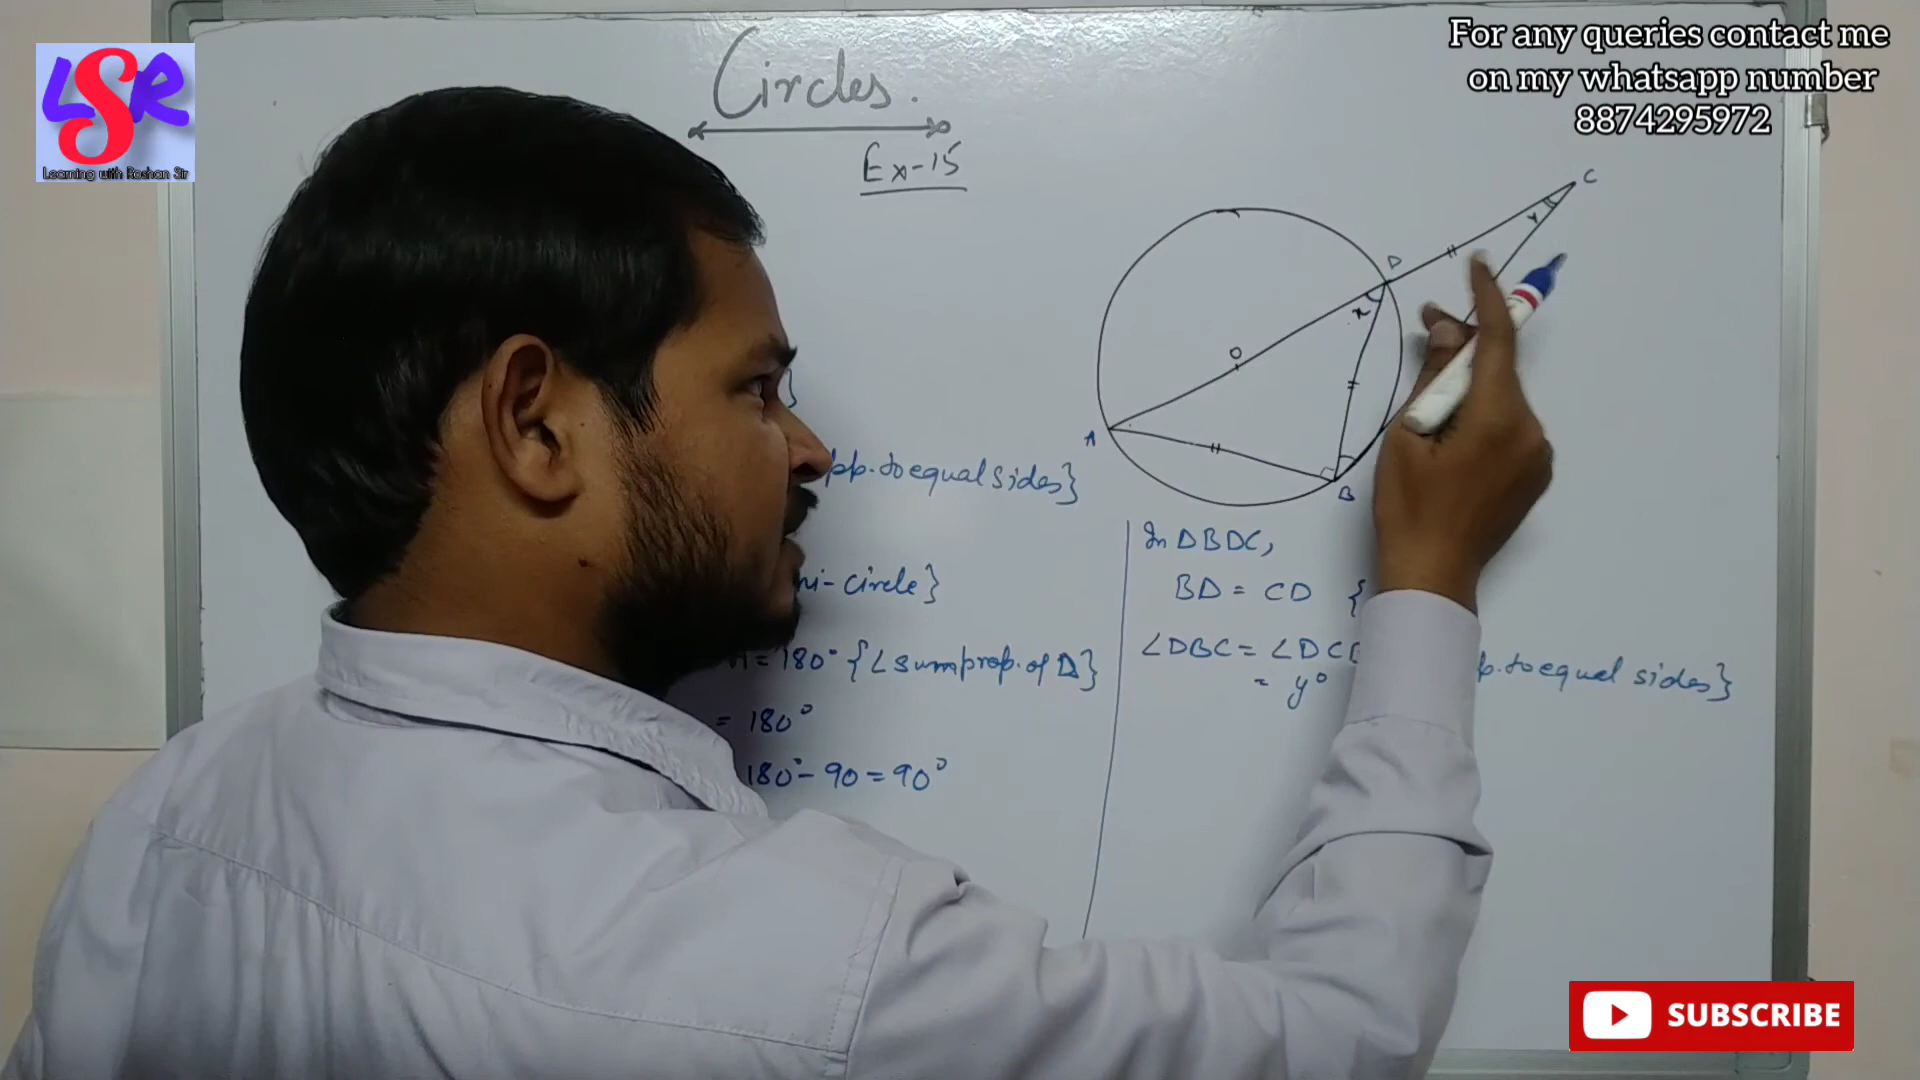 LSR
Learning with Roshan Sir
For any queries contact me
on my whatsapp number
8874295972
Circles.
Ex-15
C
y
D
x
O
A
B
}
pp. to equal sides}
ni-circle}
= 180° {∠ sum prop. of Δ}
= 180°
180° - 90 = 90°
In ΔBDC,
BD = CD {
∠DBC = ∠DC
p. to equal sides}
= y°
SUBSCRIBE